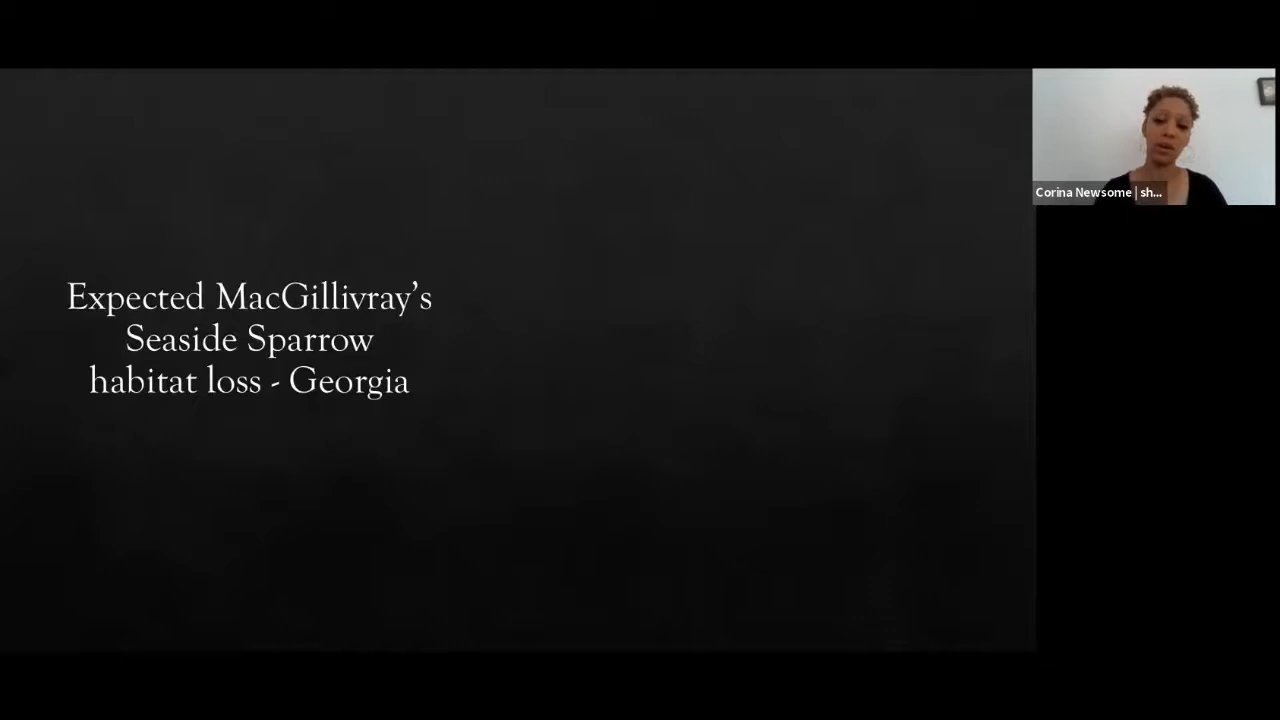 Expected MacGillivray's
Seaside Sparrow
habitat loss - Georgia
Corina Newsome | sh...